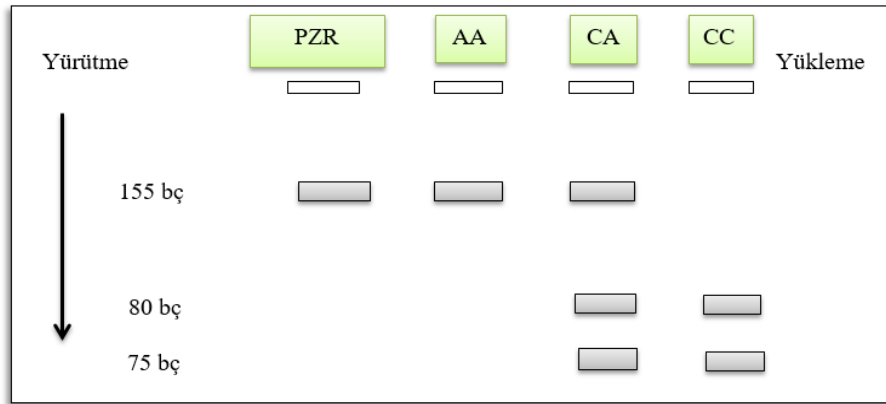 PZR AA CA CC
Yürütme Yükleme
155 bç
80 bç
75 bç